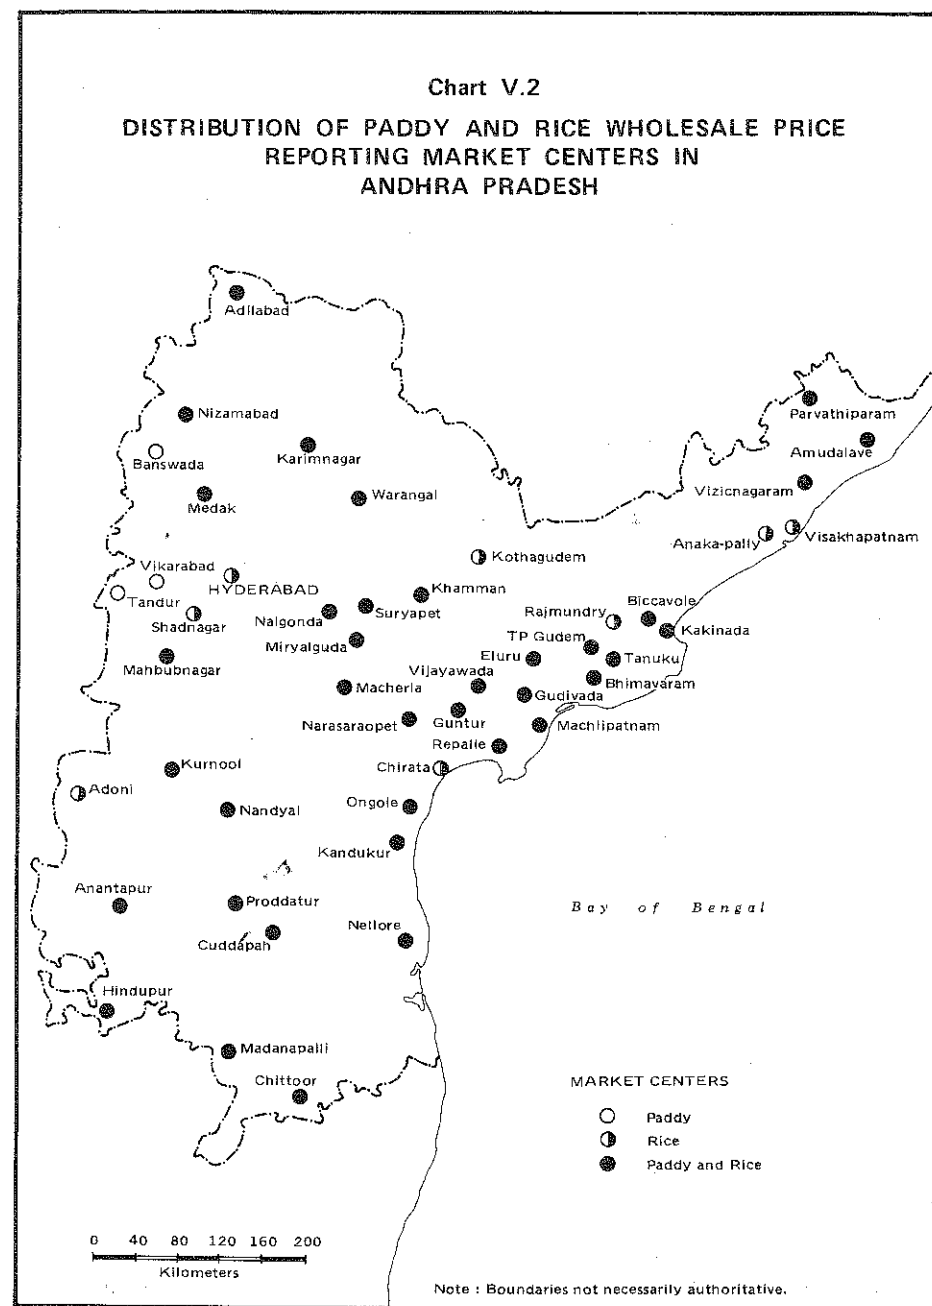 Chart V.2
DISTRIBUTION OF PADDY AND RICE WHOLESALE PRICE
REPORTING MARKET CENTERS IN
ANDHRA PRADESH
Adilabad
Nizamabad
Banswada
Karimnagar
Medak
Warangal
Parvathiparam
Amudalave
Vizicnagaram
Anaka-pally
Visakhapatnam
Kothagudem
Vikarabad
HYDERABAD
Tandur
Shadnagar
Khamman
Suryapet
Nalgonda
Miryalguda
Mahbubnagar
Rajmundry
Biccavole
Kakinada
TP Gudem
Tanuku
Eluru
Bhimavaram
Vijayawada
Gudivada
Macherla
Guntur
Machlipatnam
Narasaraopet
Repalle
Chirata
Kurnool
Adoni
Nandyal
Ongole
Kandukur
Anantapur
Proddatur
Cuddapah
Nellore
Bay of Bengal
Hindupur
Madanapalli
Chittoor
MARKET CENTERS
Paddy
Rice
Paddy and Rice
0 40 80 120 160 200
Kilometers
Note : Boundaries not necessarily authoritative.